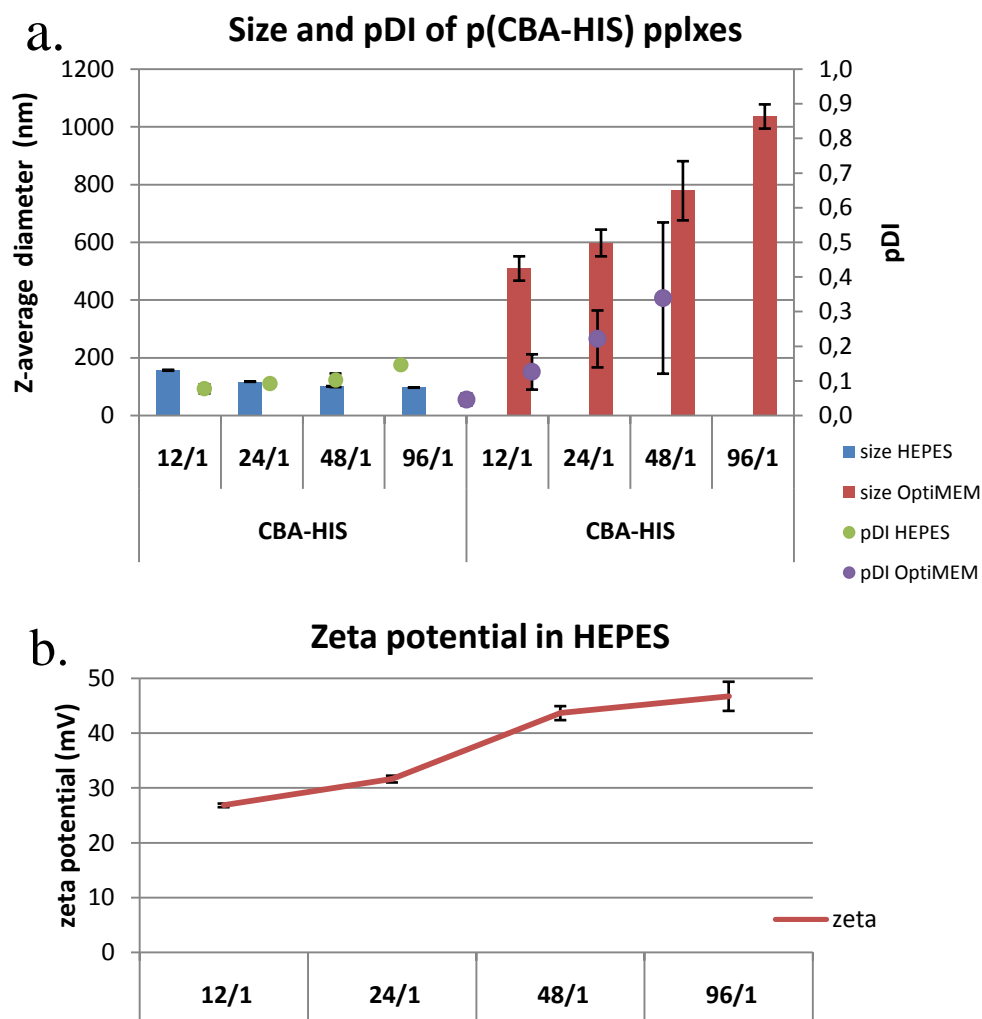 a.
Size and pDI of p(CBA-HIS) pplxes
Z-average diameter (nm)
1200
1000
800
600
400
200
0
1,0
0,9
0,8
0,7
0,6
0,5
0,4
0,3
0,2
0,1
0,0
pDI
12/1 24/1 48/1 96/1 12/1 24/1 48/1 96/1
CBA-HIS CBA-HIS
size HEPES
size OptiMEM
pDI HEPES
pDI OptiMEM
b.
Zeta potential in HEPES
zeta potential (mV)
50
40
30
20
10
0
zeta
12/1 24/1 48/1 96/1